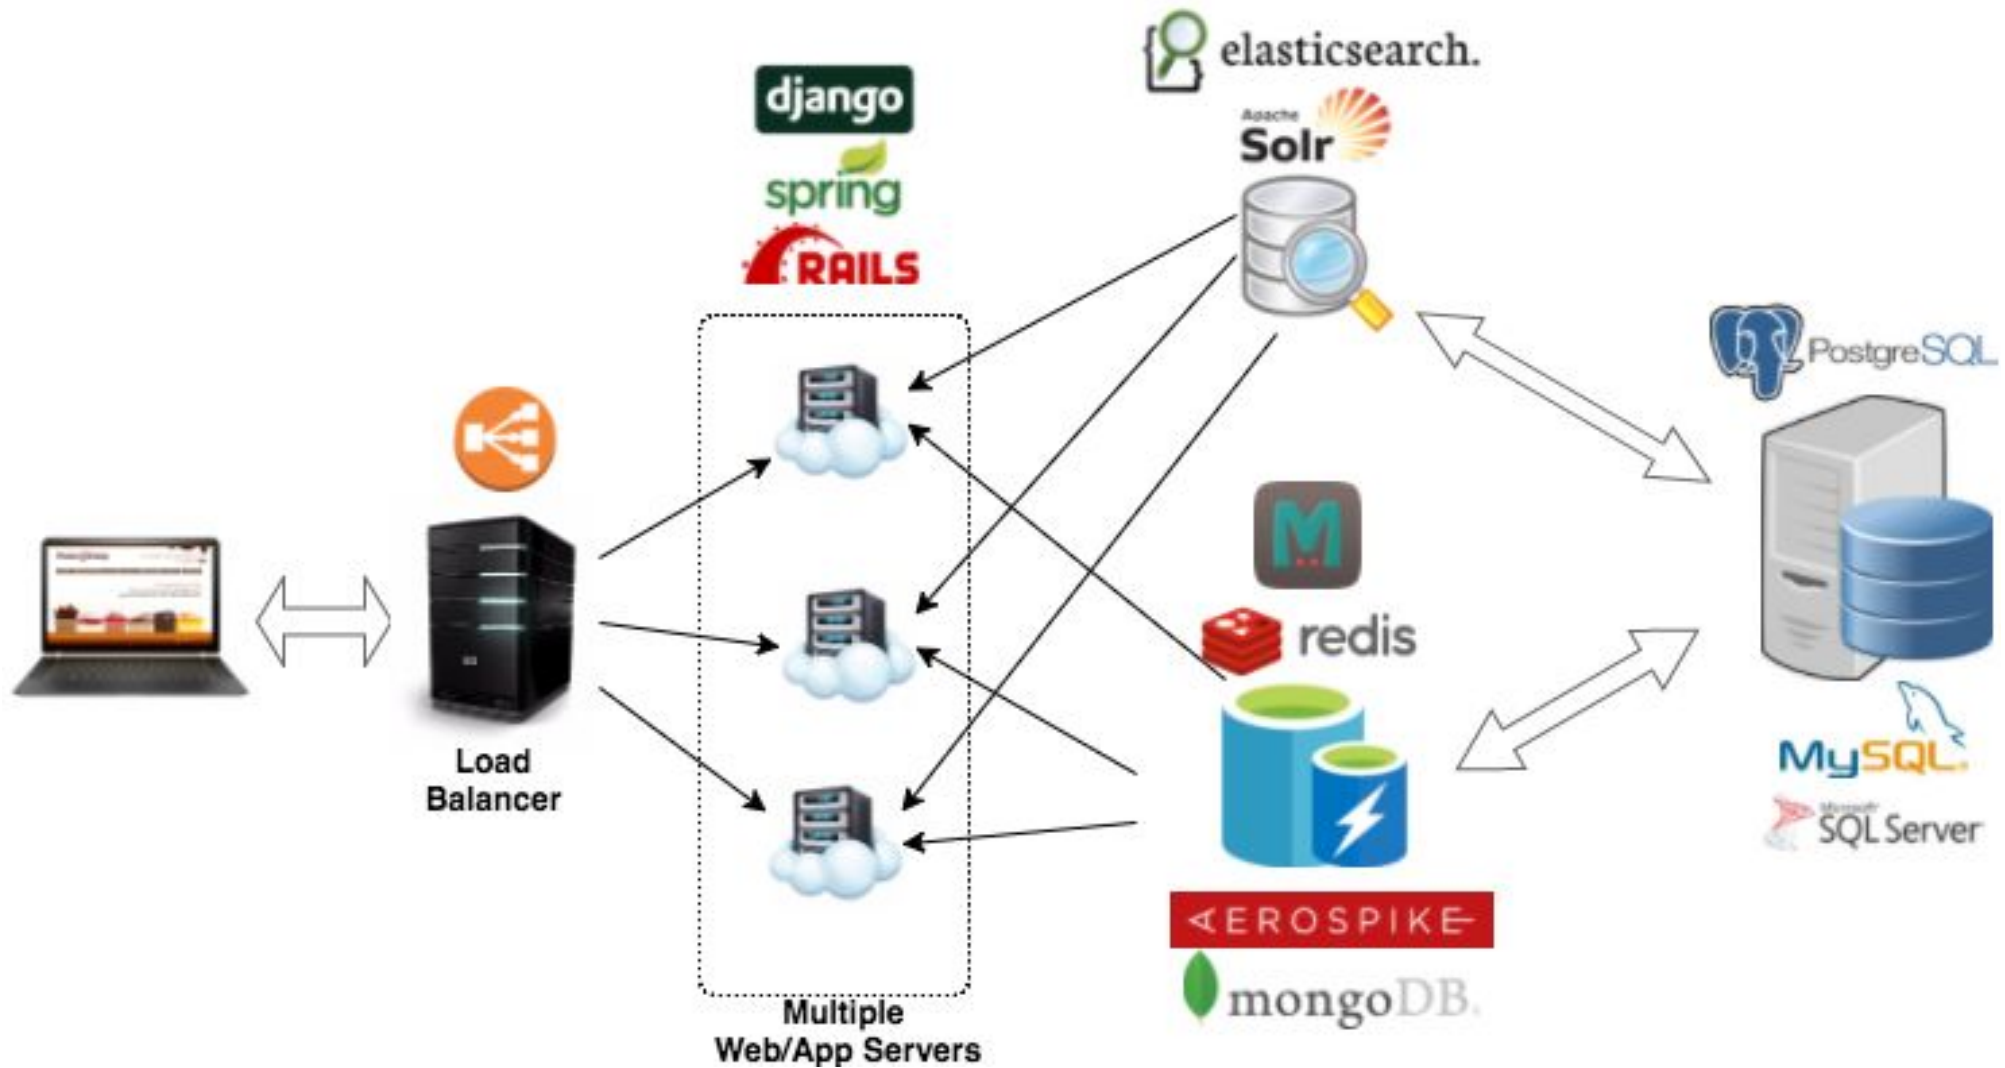 django
spring
RAILS
elasticsearch.
Apache
Solr
PostgreSQL
M
redis
Load
Balancer
MySQL
Microsoft
SQL Server
AEROSPIKE
mongoDB.
Multiple
Web/App Servers